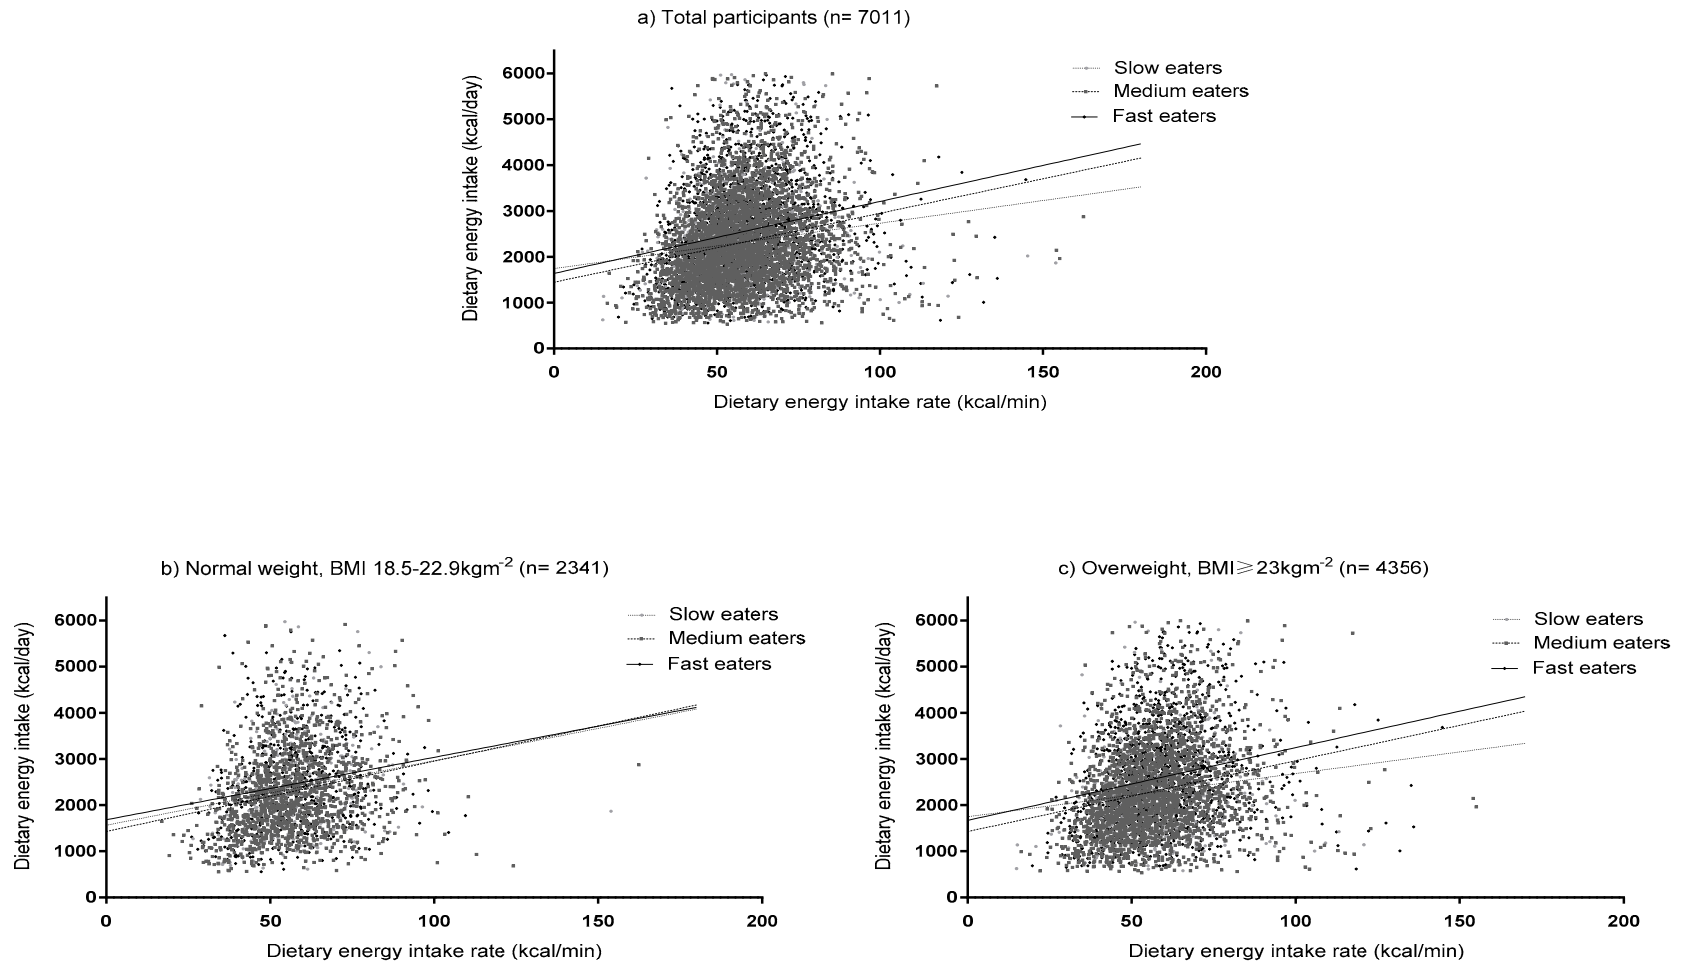 a) Total participants (n= 7011)
Dietary energy intake (kcal/day)
6000
5000
4000
3000
2000
1000
0
0 50 100 150 200
Dietary energy intake rate (kcal/min)
Slow eaters
Medium eaters
Fast eaters
b) Normal weight, BMI 18.5-22.9kgm⁻² (n= 2341)
Dietary energy intake (kcal/day)
6000
5000
4000
3000
2000
1000
0
0 50 100 150 200
Dietary energy intake rate (kcal/min)
Slow eaters
Medium eaters
Fast eaters
c) Overweight, BMI⩾23kgm⁻² (n= 4356)
Dietary energy intake (kcal/day)
6000
5000
4000
3000
2000
1000
0
0 50 100 150 200
Dietary energy intake rate (kcal/min)
Slow eaters
Medium eaters
Fast eaters